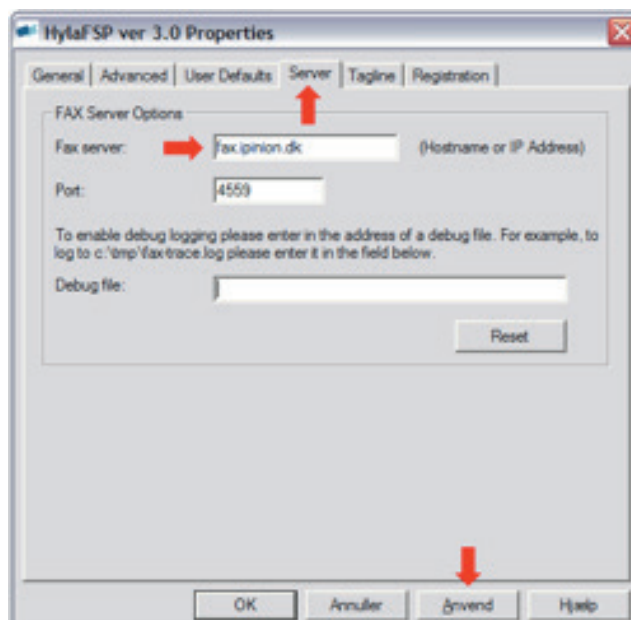 HylaFSP ver 3.0 Properties
General Advanced User Defaults Server Tagline Registration
FAX Server Options
Fax server: fax.ipinion.dk (Hostname or IP Address)
Port: 4559
To enable debug logging please enter in the address of a debug file. For example, to
log to c:\tmp\fax-trace.log please enter it in the field below.
Debug file:
Reset
OK Annuller Anvend Hjælp